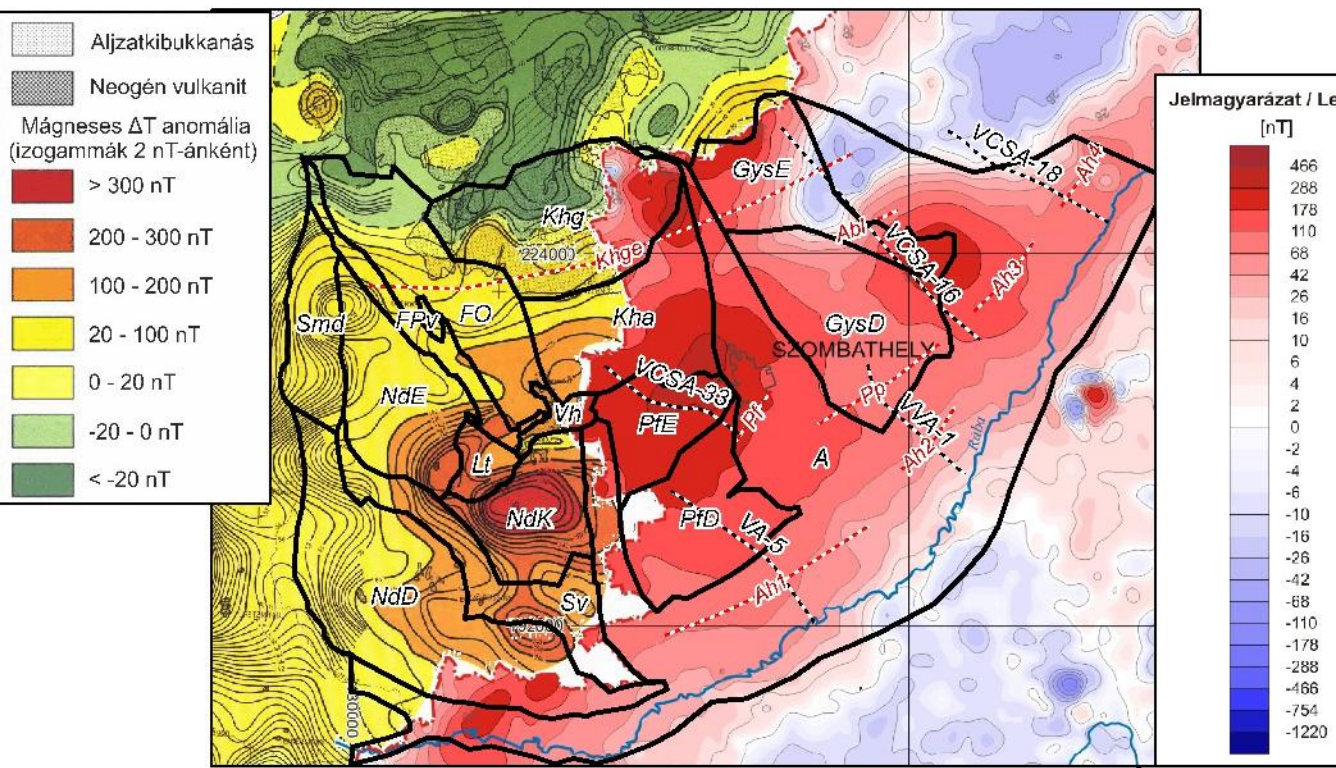 Aljzatkibukkanás
Neogén vulkanit
Mágneses ΔT anomália
(izogammák 2 nT-ánként)
> 300 nT
200 - 300 nT
100 - 200 nT
20 - 100 nT
0 - 20 nT
-20 - 0 nT
< -20 nT
VCSA-18
Ah4
GysE
Khg
Abl
224000
Khge
VCSA-16
Ah3
Smd
FPv
FO
Kha
GysD
SZOMBATHELY
VCSA-33
NdE
Vh
PfE
Pf
Pp
VVA-1
Rába
Lt
A
Ah2
NdK
PfD
VA-5
NdD
Sv
Ah1
Jelmagyarázat / Le
[nT]
466
288
178
110
68
42
26
16
10
6
4
2
0
-2
-4
-6
-10
-16
-26
-42
-68
-110
-178
-288
-466
-754
-1220